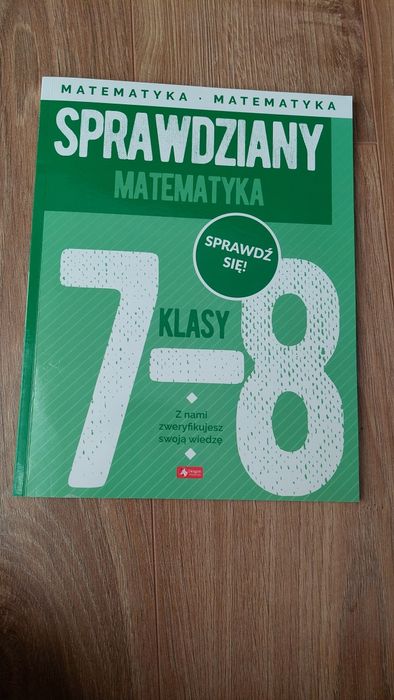 MATEMATYKA · MATEMATYKA
SPRAWDZIANY
MATEMATYKA
SPRAWDŹ
SIĘ!
KLASY
7–8
Z nami
zweryfikujesz
swoją wiedzę